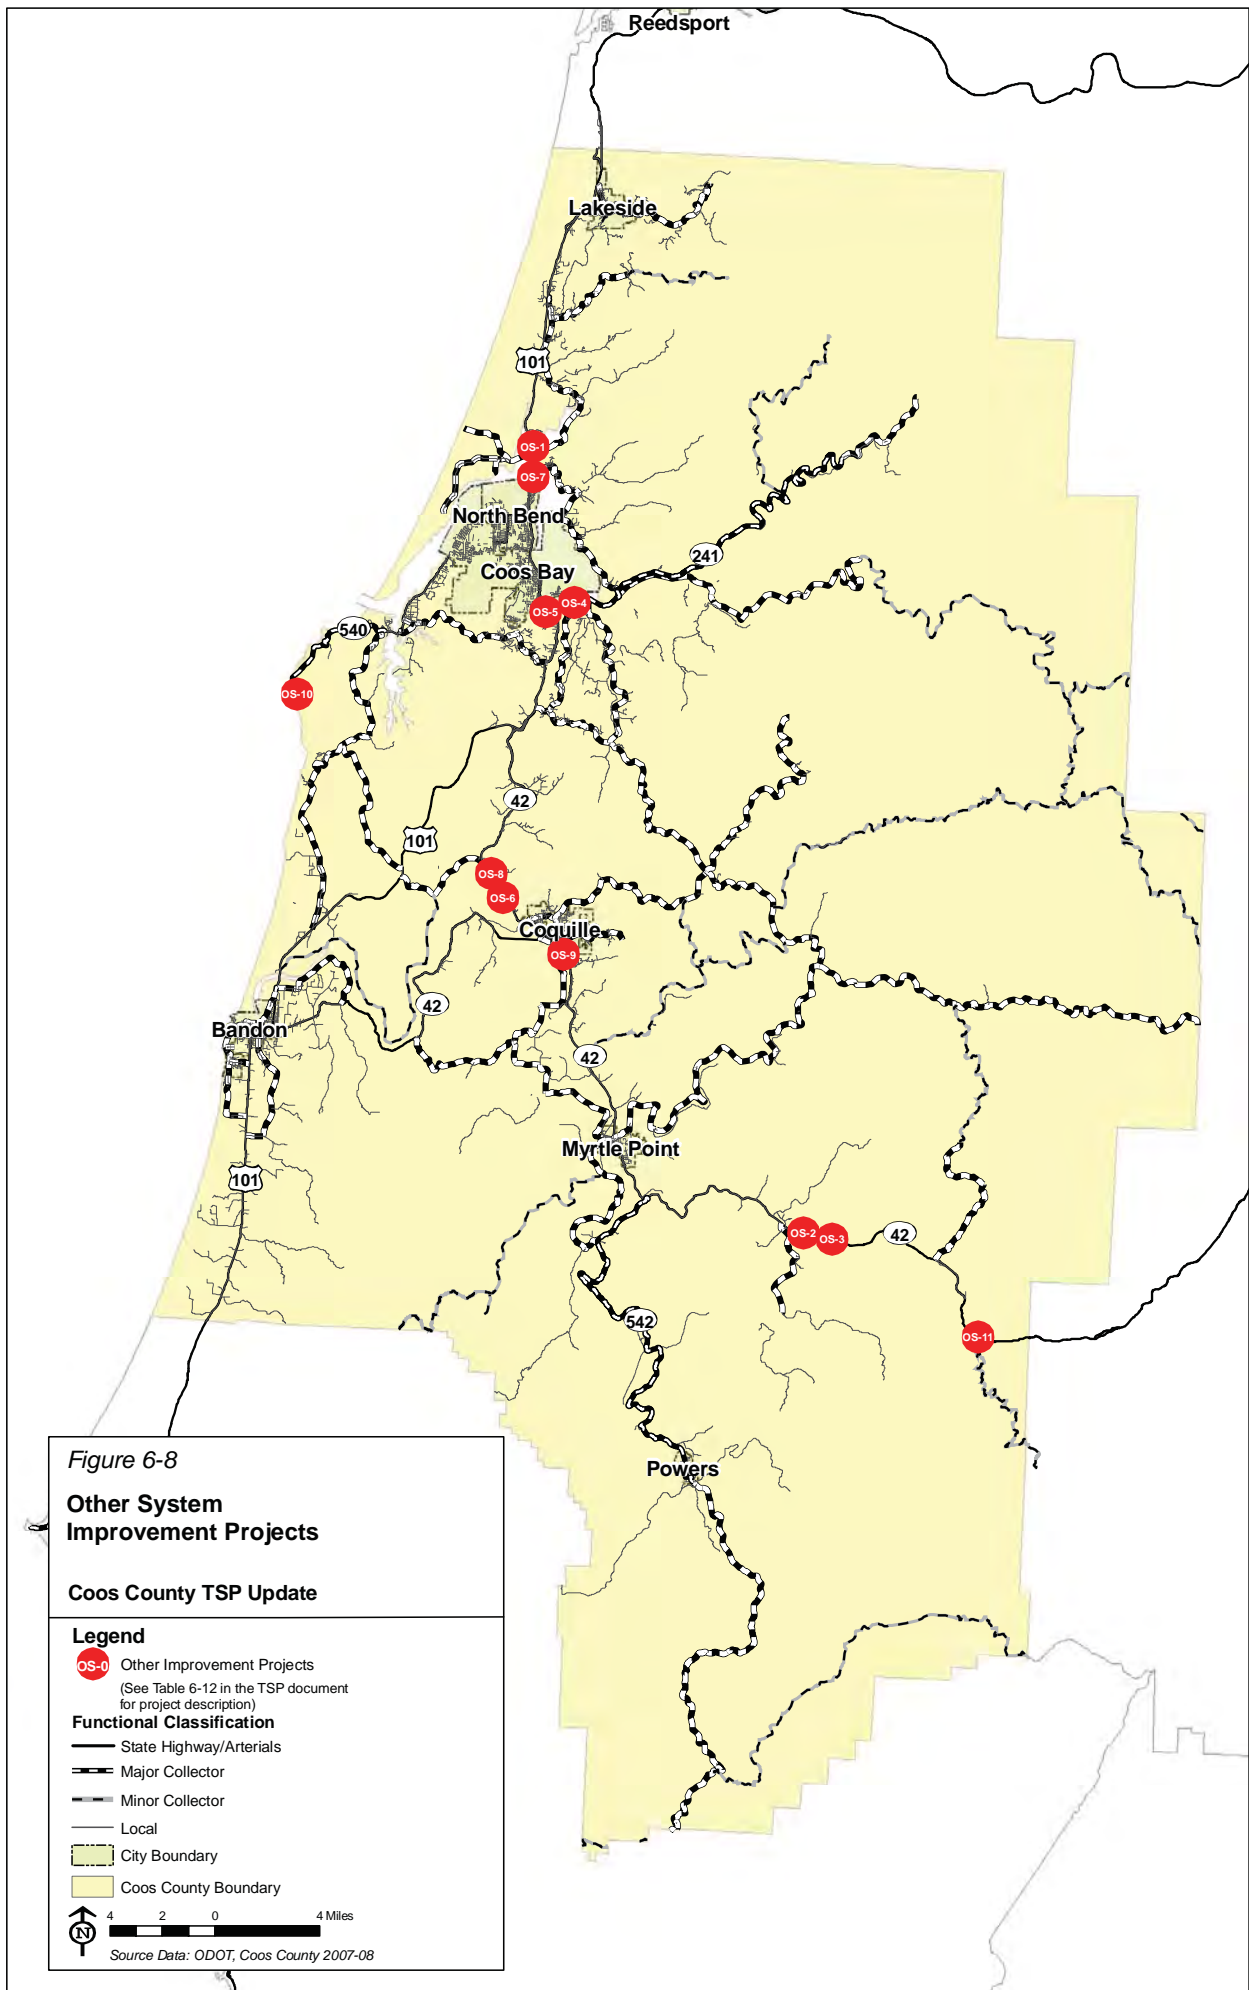 Reedsport
Lakeside
101
OS-1
OS-7
North Bend
241
Coos Bay
OS-4
OS-5
540
OS-10
42
101
OS-8
OS-6
Coquille
OS-9
42
Bandon
42
Myrtle Point
101
OS-2
OS-3
42
542
OS-11
Powers
Figure 6-8
Other System
Improvement Projects
Coos County TSP Update
Legend
OS-0 Other Improvement Projects
(See Table 6-12 in the TSP document
for project description)
Functional Classification
State Highway/Arterials
Major Collector
Minor Collector
Local
City Boundary
Coos County Boundary
N
4 2 0 4 Miles
Source Data: ODOT, Coos County 2007-08